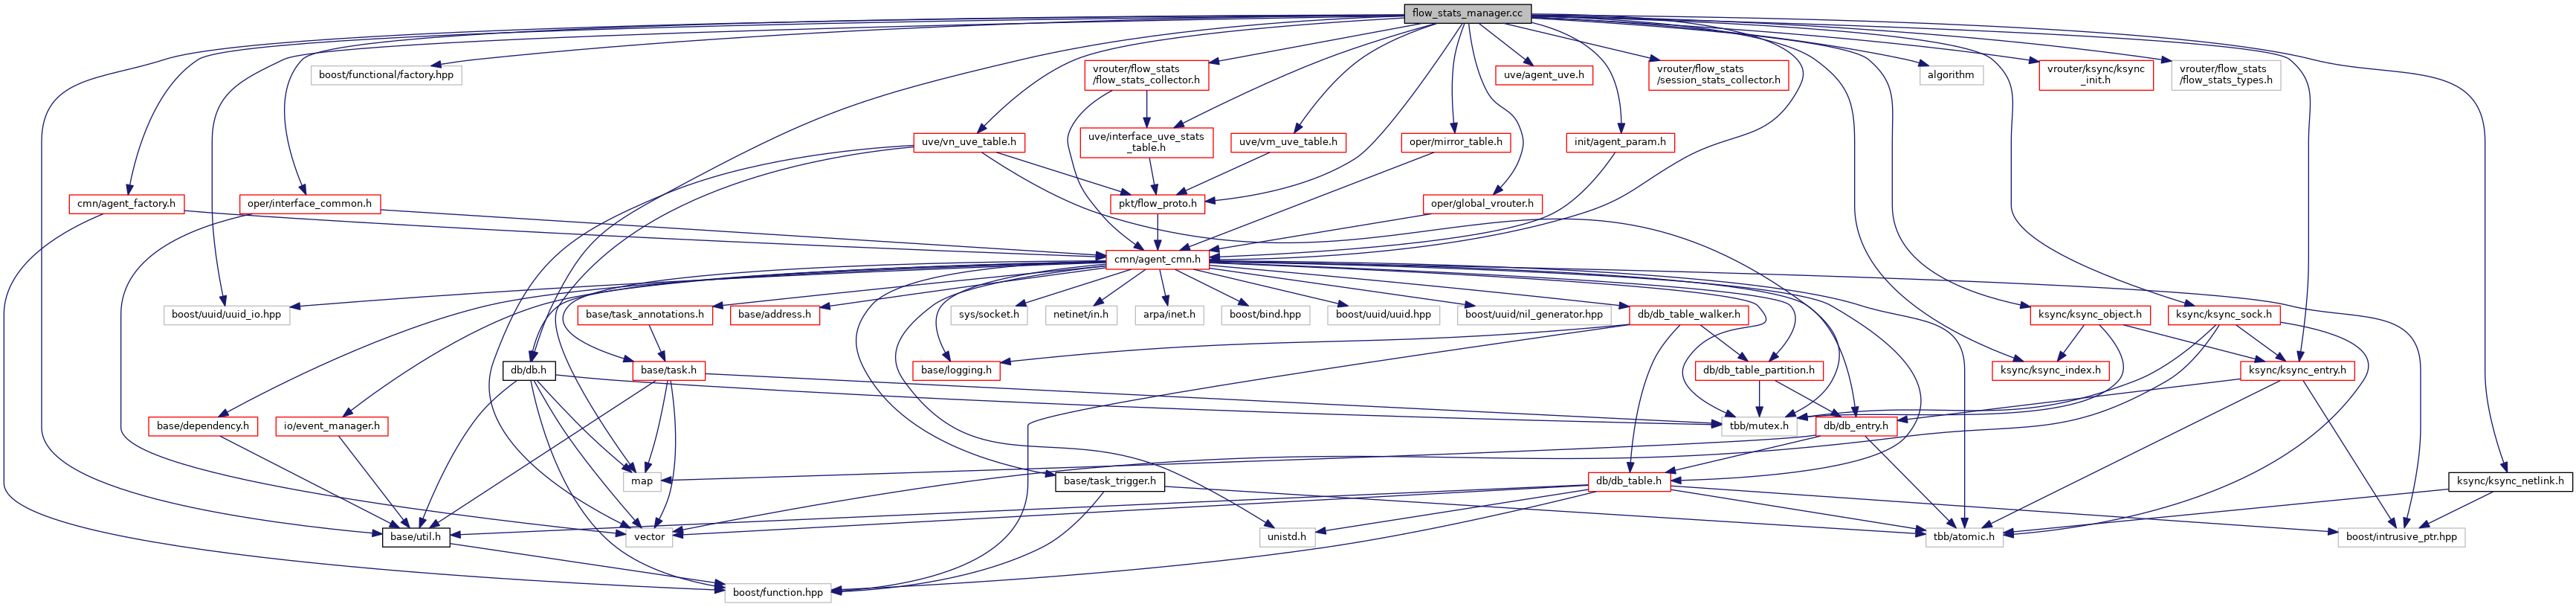 flow_stats_manager.cc
boost/functional/factory.hpp
vrouter/flow_stats
/flow_stats_collector.h
uve/agent_uve.h
vrouter/flow_stats
/session_stats_collector.h
algorithm
vrouter/ksync/ksync
_init.h
vrouter/flow_stats
/flow_stats_types.h
uve/vn_uve_table.h
uve/interface_uve_stats
_table.h
uve/vm_uve_table.h
oper/mirror_table.h
init/agent_param.h
cmn/agent_factory.h
oper/interface_common.h
pkt/flow_proto.h
oper/global_vrouter.h
cmn/agent_cmn.h
boost/uuid/uuid_io.hpp
base/task_annotations.h
base/address.h
sys/socket.h
netinet/in.h
arpa/inet.h
boost/bind.hpp
boost/uuid/uuid.hpp
boost/uuid/nil_generator.hpp
db/db_table_walker.h
ksync/ksync_object.h
ksync/ksync_sock.h
db/db.h
base/task.h
base/logging.h
db/db_table_partition.h
ksync/ksync_index.h
ksync/ksync_entry.h
base/dependency.h
io/event_manager.h
tbb/mutex.h
db/db_entry.h
map
base/task_trigger.h
db/db_table.h
ksync/ksync_netlink.h
base/util.h
vector
unistd.h
tbb/atomic.h
boost/intrusive_ptr.hpp
boost/function.hpp